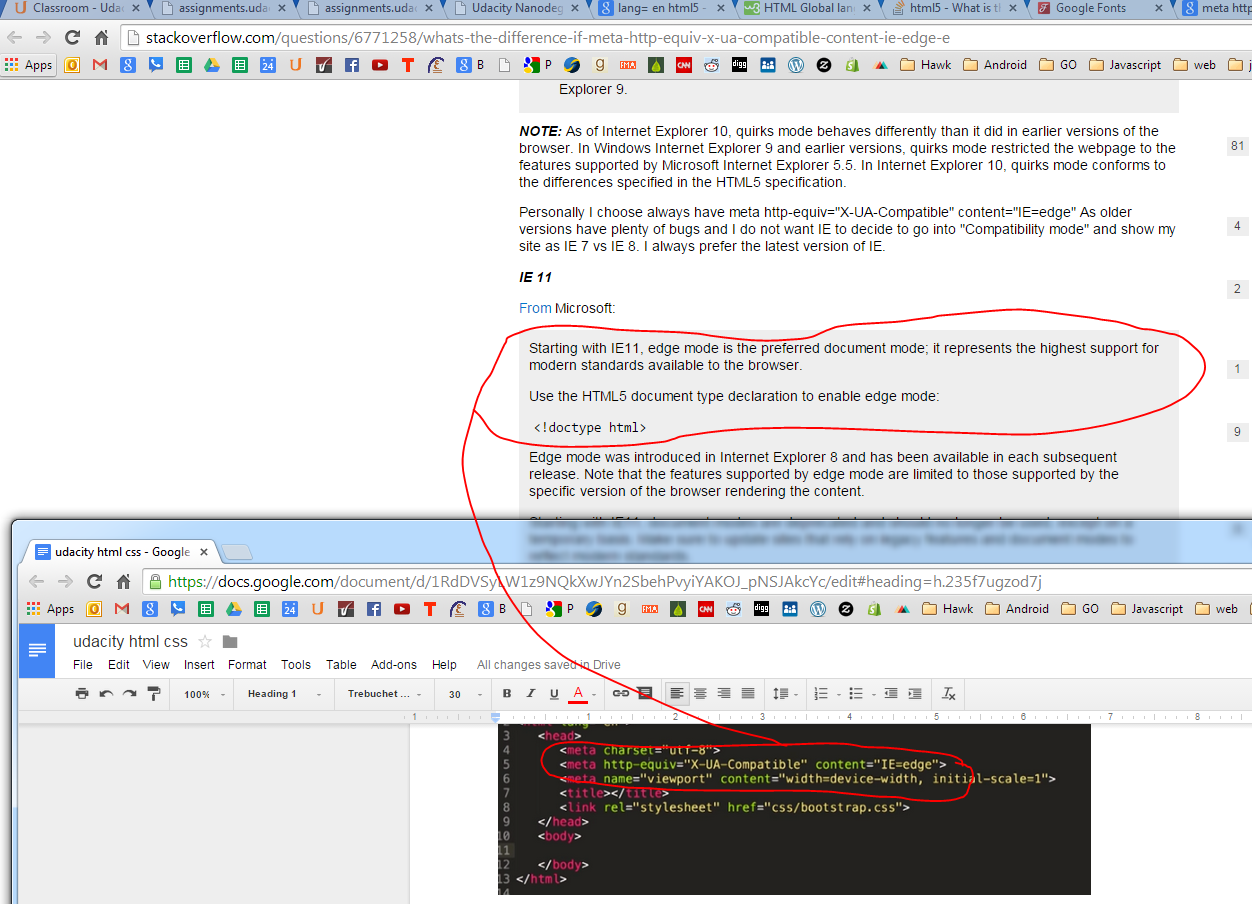 Classroom - Uda
assignments.uda
assignments.uda
Udacity Nanodeg
lang= en html5 -
HTML Global lan
html5 - What is th
Google Fonts
meta http
stackoverflow.com/questions/6771258/whats-the-difference-if-meta-http-equiv-x-ua-compatible-content-ie-edge-e
Apps
B
P
CNN
digg
Hawk
Android
GO
Javascript
web
Explorer 9.
NOTE: As of Internet Explorer 10, quirks mode behaves differently than it did in earlier versions of the
browser. In Windows Internet Explorer 9 and earlier versions, quirks mode restricted the webpage to the
features supported by Microsoft Internet Explorer 5.5. In Internet Explorer 10, quirks mode conforms to
the differences specified in the HTML5 specification.
81
Personally I choose always have meta http-equiv="X-UA-Compatible" content="IE=edge" As older
versions have plenty of bugs and I do not want IE to decide to go into "Compatibility mode" and show my
site as IE 7 vs IE 8. I always prefer the latest version of IE.
4
IE 11
2
From Microsoft:
Starting with IE11, edge mode is the preferred document mode; it represents the highest support for
modern standards available to the browser.
1
Use the HTML5 document type declaration to enable edge mode:
<!doctype html>
9
Edge mode was introduced in Internet Explorer 8 and has been available in each subsequent
release. Note that the features supported by edge mode are limited to those supported by the
specific version of the browser rendering the content.
udacity html css - Google
https://docs.google.com/document/d/1RdDVSy W1z9NQkXwJYn2SbehPvyiYAKOJ_pNSJAkcYc/edit#heading=h.235f7ugzod7j
Apps
B
P
CNN
digg
Hawk
Android
GO
Javascript
web
udacity html css
File Edit View Insert Format Tools Table Add-ons Help All changes saved in Drive
100% Heading 1 Trebuchet ... 30 B I U A
1 1 2 3 4 5 6 7 8
3 <head>
4 <meta charset="utf-8">
5 <meta http-equiv="X-UA-Compatible" content="IE=edge">
6 <meta name="viewport" content="width=device-width, initial-scale=1">
7 <title></title>
8 <link rel="stylesheet" href="css/bootstrap.css">
9 </head>
10 <body>
11
12 </body>
13 </html>
14